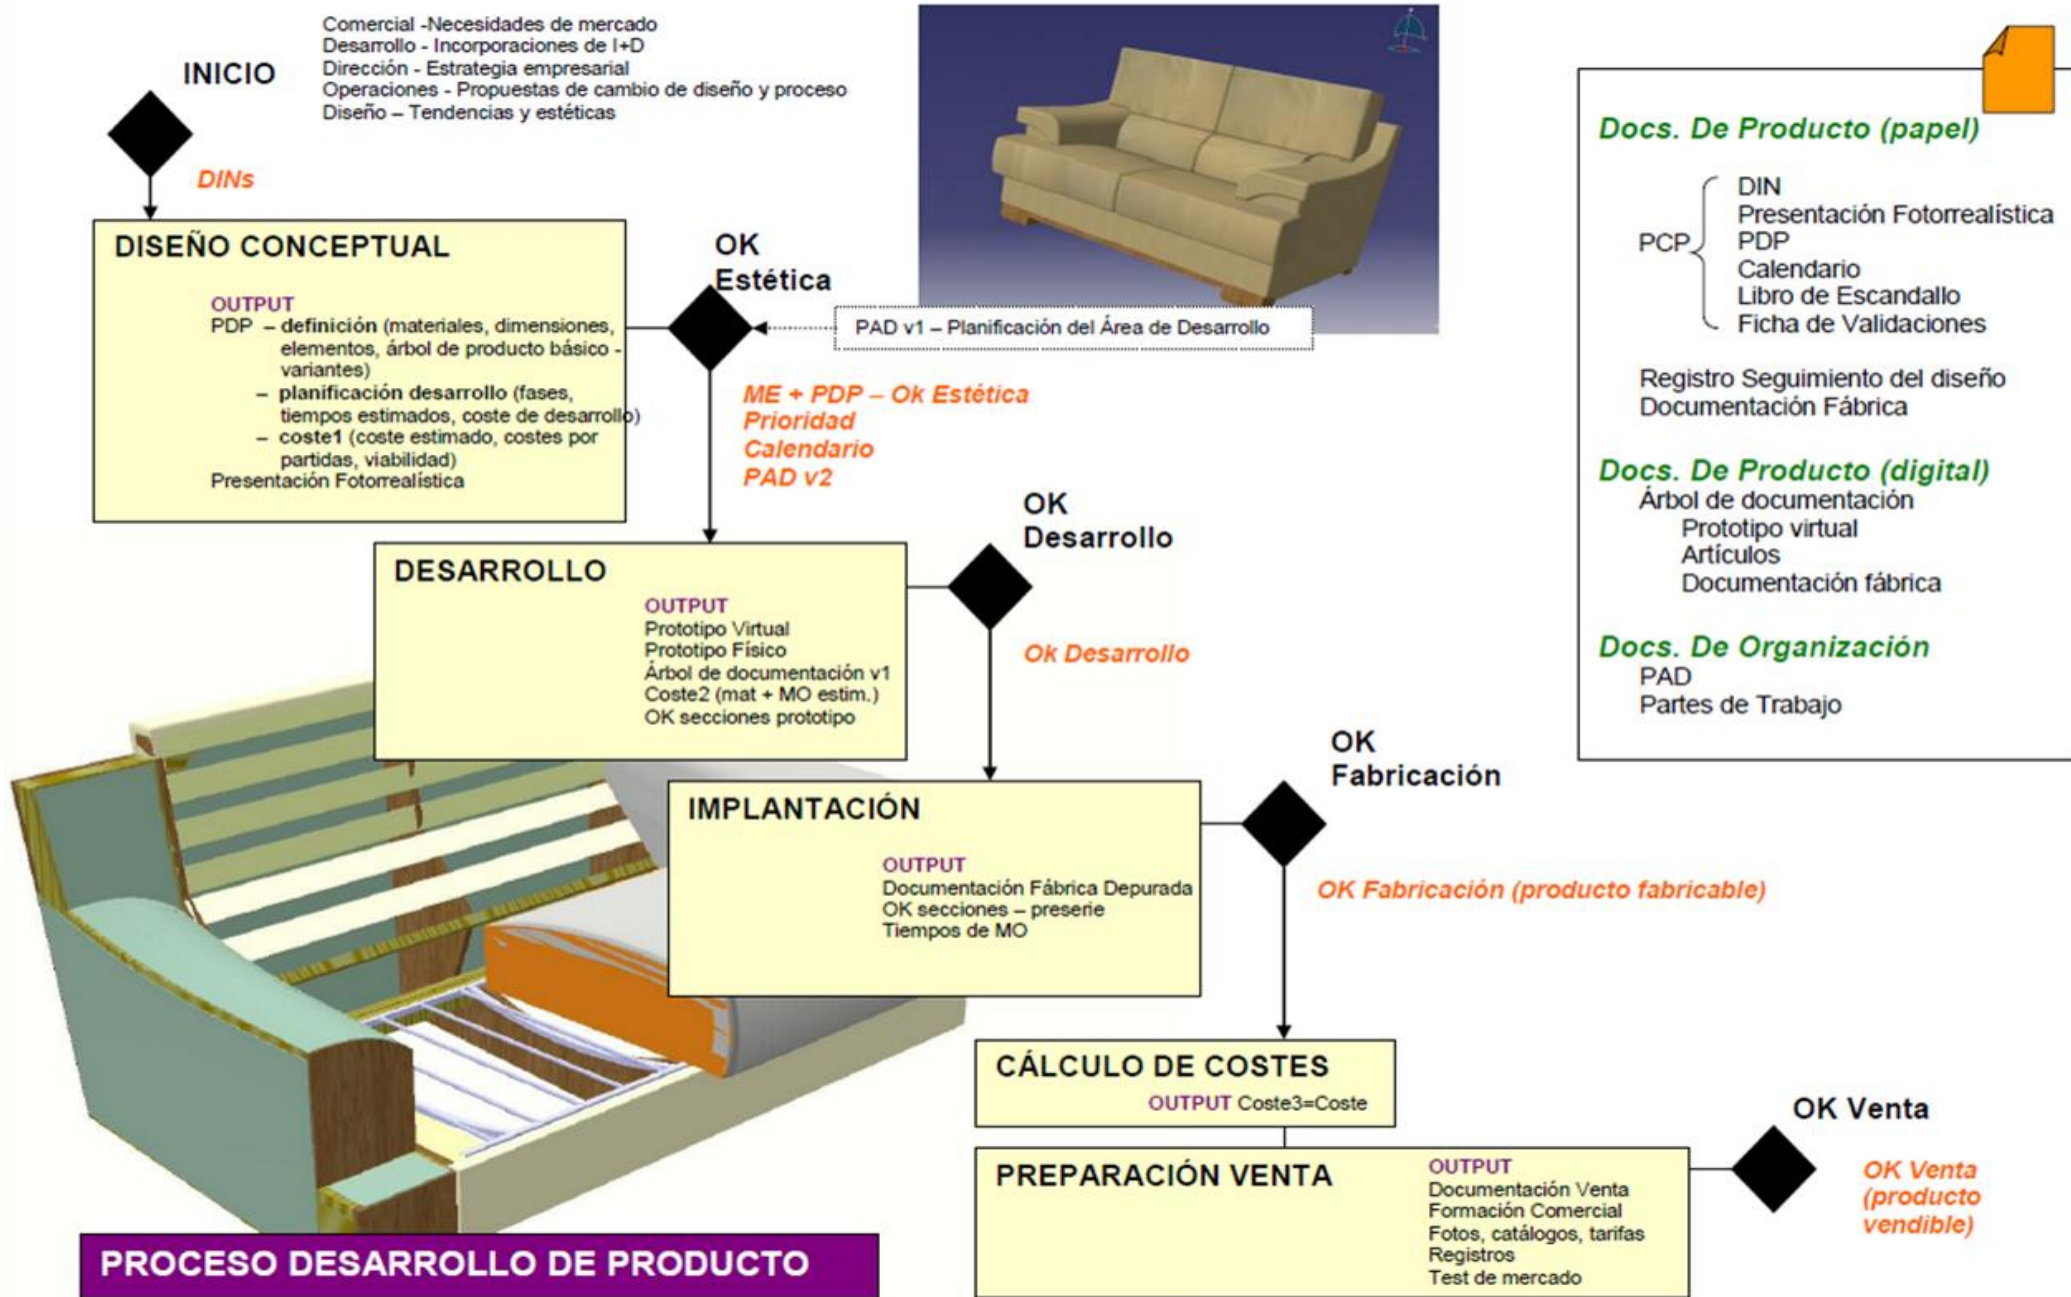 INICIO
Comercial -Necesidades de mercado
Desarrollo - Incorporaciones de I+D
Dirección - Estrategia empresarial
Operaciones - Propuestas de cambio de diseño y proceso
Diseño – Tendencias y estéticas
DINs
DISEÑO CONCEPTUAL
OUTPUT
PDP – definición (materiales, dimensiones,
elementos, árbol de producto básico -
variantes)
– planificación desarrollo (fases,
tiempos estimados, coste de desarrollo)
– coste1 (coste estimado, costes por
partidas, viabilidad)
Presentación Fotorrealística
OK
Estética
PAD v1 – Planificación del Área de Desarrollo
ME + PDP – Ok Estética
Prioridad
Calendario
PAD v2
DESARROLLO
OUTPUT
Prototipo Virtual
Prototipo Físico
Árbol de documentación v1
Coste2 (mat + MO estim.)
OK secciones prototipo
OK
Desarrollo
Ok Desarrollo
IMPLANTACIÓN
OUTPUT
Documentación Fábrica Depurada
OK secciones – preserie
Tiempos de MO
OK
Fabricación
OK Fabricación (producto fabricable)
CÁLCULO DE COSTES
OUTPUT Coste3=Coste
PREPARACIÓN VENTA
OUTPUT
Documentación Venta
Formación Comercial
Fotos, catálogos, tarifas
Registros
Test de mercado
OK Venta
OK Venta
(producto
vendible)
Docs. De Producto (papel)
PCP
DIN
Presentación Fotorrealística
PDP
Calendario
Libro de Escandallo
Ficha de Validaciones
Registro Seguimiento del diseño
Documentación Fábrica
Docs. De Producto (digital)
Árbol de documentación
Prototipo virtual
Artículos
Documentación fábrica
Docs. De Organización
PAD
Partes de Trabajo
PROCESO DESARROLLO DE PRODUCTO